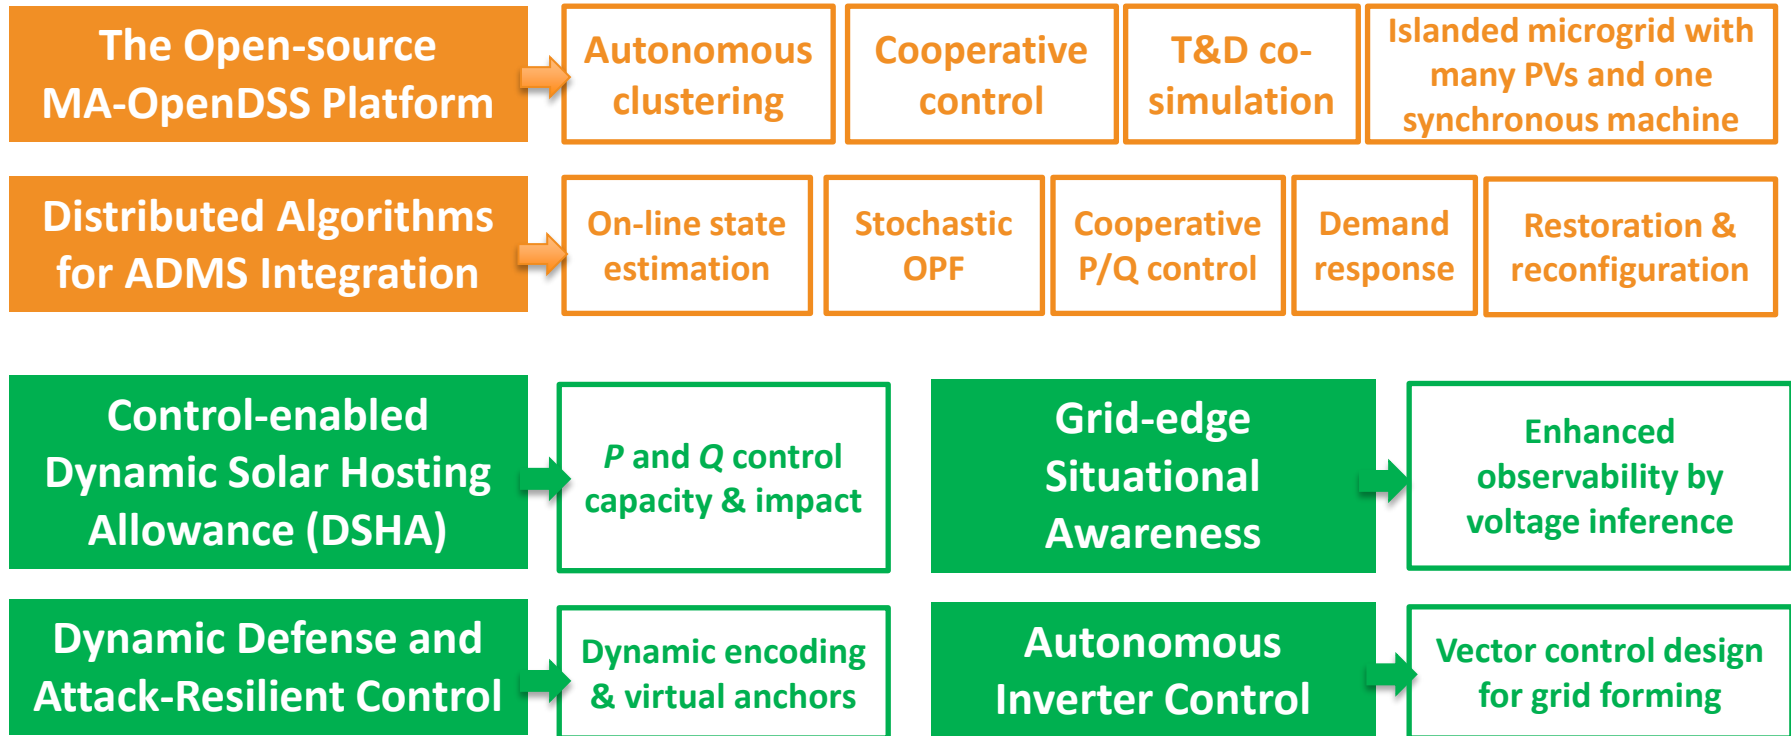 The Open-source
MA-OpenDSS Platform
Autonomous
clustering
Cooperative
control
T&D co-
simulation
Islanded microgrid with
many PVs and one
synchronous machine
Distributed Algorithms
for ADMS Integration
On-line state
estimation
Stochastic
OPF
Cooperative
P/Q control
Demand
response
Restoration &
reconfiguration
Control-enabled
Dynamic Solar Hosting
Allowance (DSHA)
P and Q control
capacity & impact
Grid-edge
Situational
Awareness
Enhanced
observability by
voltage inference
Dynamic Defense and
Attack-Resilient Control
Dynamic encoding
& virtual anchors
Autonomous
Inverter Control
Vector control design
for grid forming